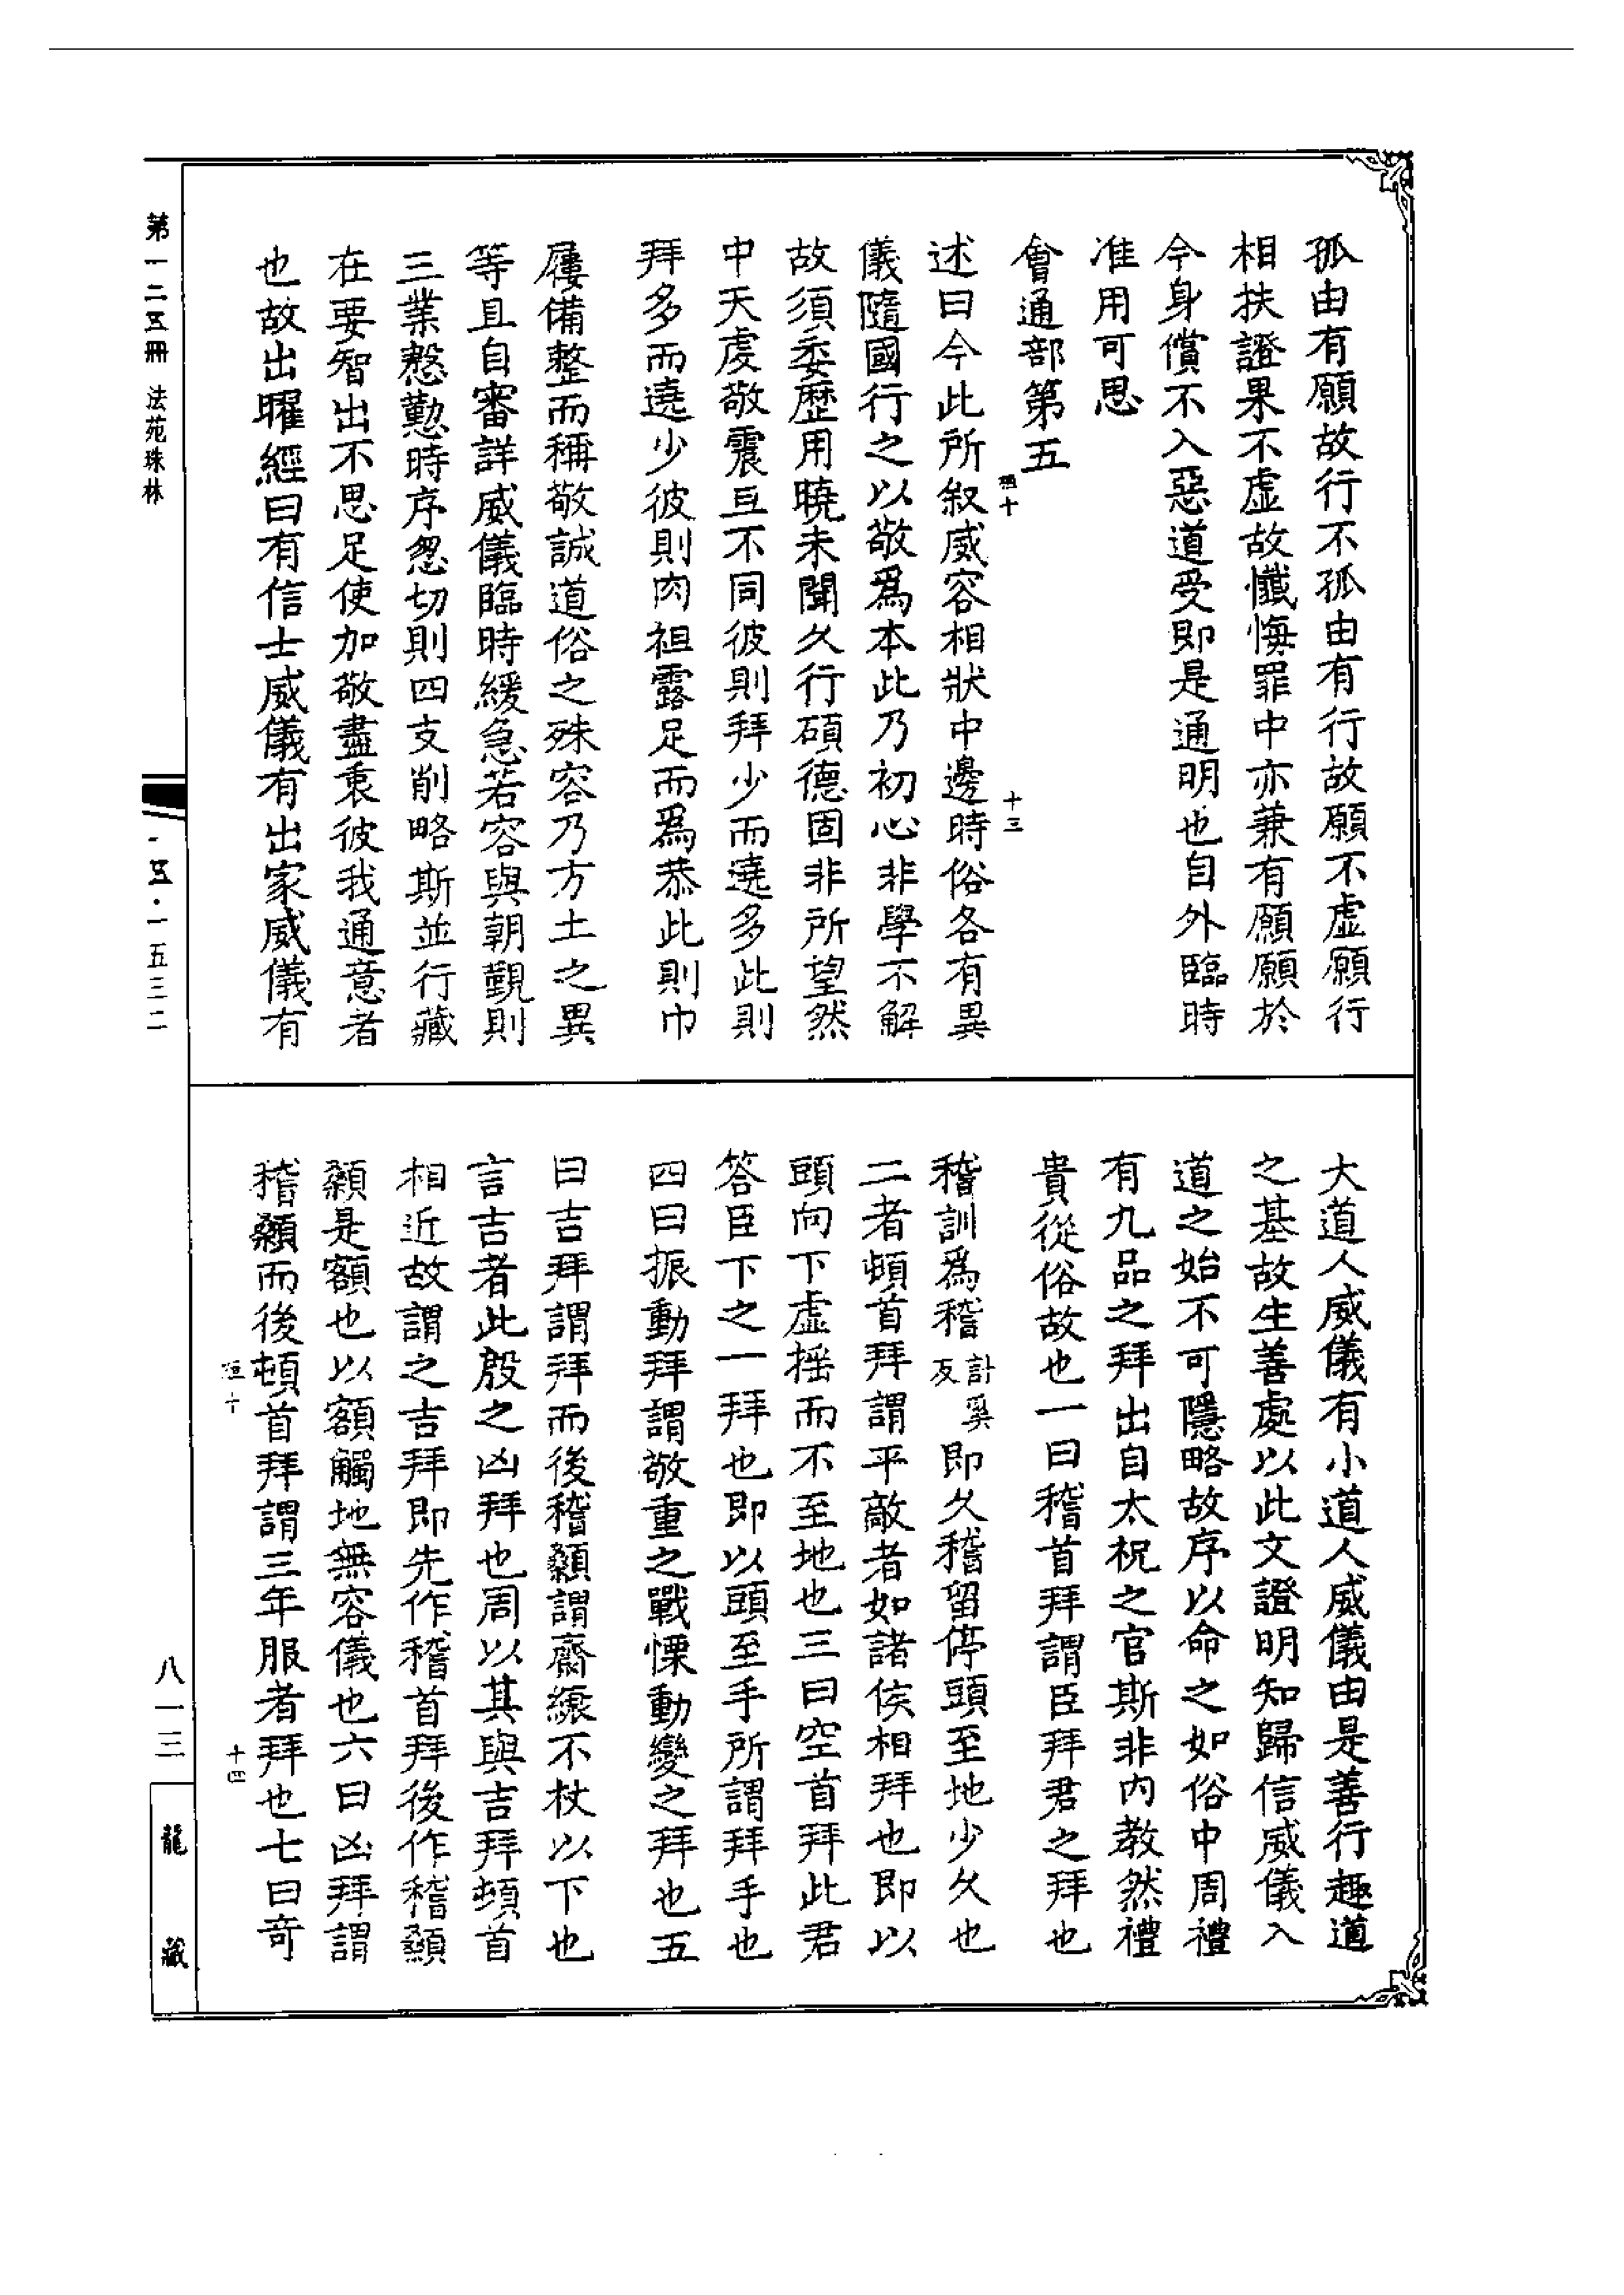 孤由有願故行不孤由有行故願不虛願行
相扶證果不虛故懺悔罪中亦兼有願願於
今身償不入惡道受即是通明也自外臨時
准用可思
會通部第五
十三
述曰今此所叙威容相狀中邊時俗各有異
儀隨國行之以敬爲本此乃初心非學不解
故須委歷用曉未聞久行碩德固非所望然
中天虔敬震亘不同彼則拜少而遶多此則
拜多而遶少彼則肉袒露足而爲恭此則巾
屨備整而稱敬誠道俗之殊容乃方土之異
等且自審詳威儀臨時緩急若容與朝覲則
三業慇懃時序怱切則四支削略斯並行藏
在要智出不思足使加敬盡衷彼我通意者
也故出曜經曰有信士威儀有出家威儀有
大道人威儀有小道人威儀由是善行趣道
之基故生善處以此文證明知歸信威儀入
道之始不可隱略故序以命之如俗中周禮
有九品之拜出自太祝之官斯非内教然禮
貴從俗故也一曰稽首拜謂臣拜君之拜也
稽訓爲稽計奚反即久稽留停頭至地少久也
二者頓首拜謂平敵者如諸侯相拜也即以
頭向下虛揺而不至地也三曰空首拜此君
答臣下之一拜也即以頭至手所謂拜手也
四曰振動拜謂敬重之戰慄動變之拜也五
曰吉拜謂拜而後稽顙謂齋縗不杖以下也
言吉者此殷之凶拜也周以其與吉拜頓首
相近故謂之吉拜即先作稽首拜後作稽顙
顙是額也以額觸地無容儀也六曰凶拜謂
稽顙而後頓首拜謂三年服者拜也七曰奇
十四
第一二五冊 法苑珠林
一五·一五三二
八一三
龍藏